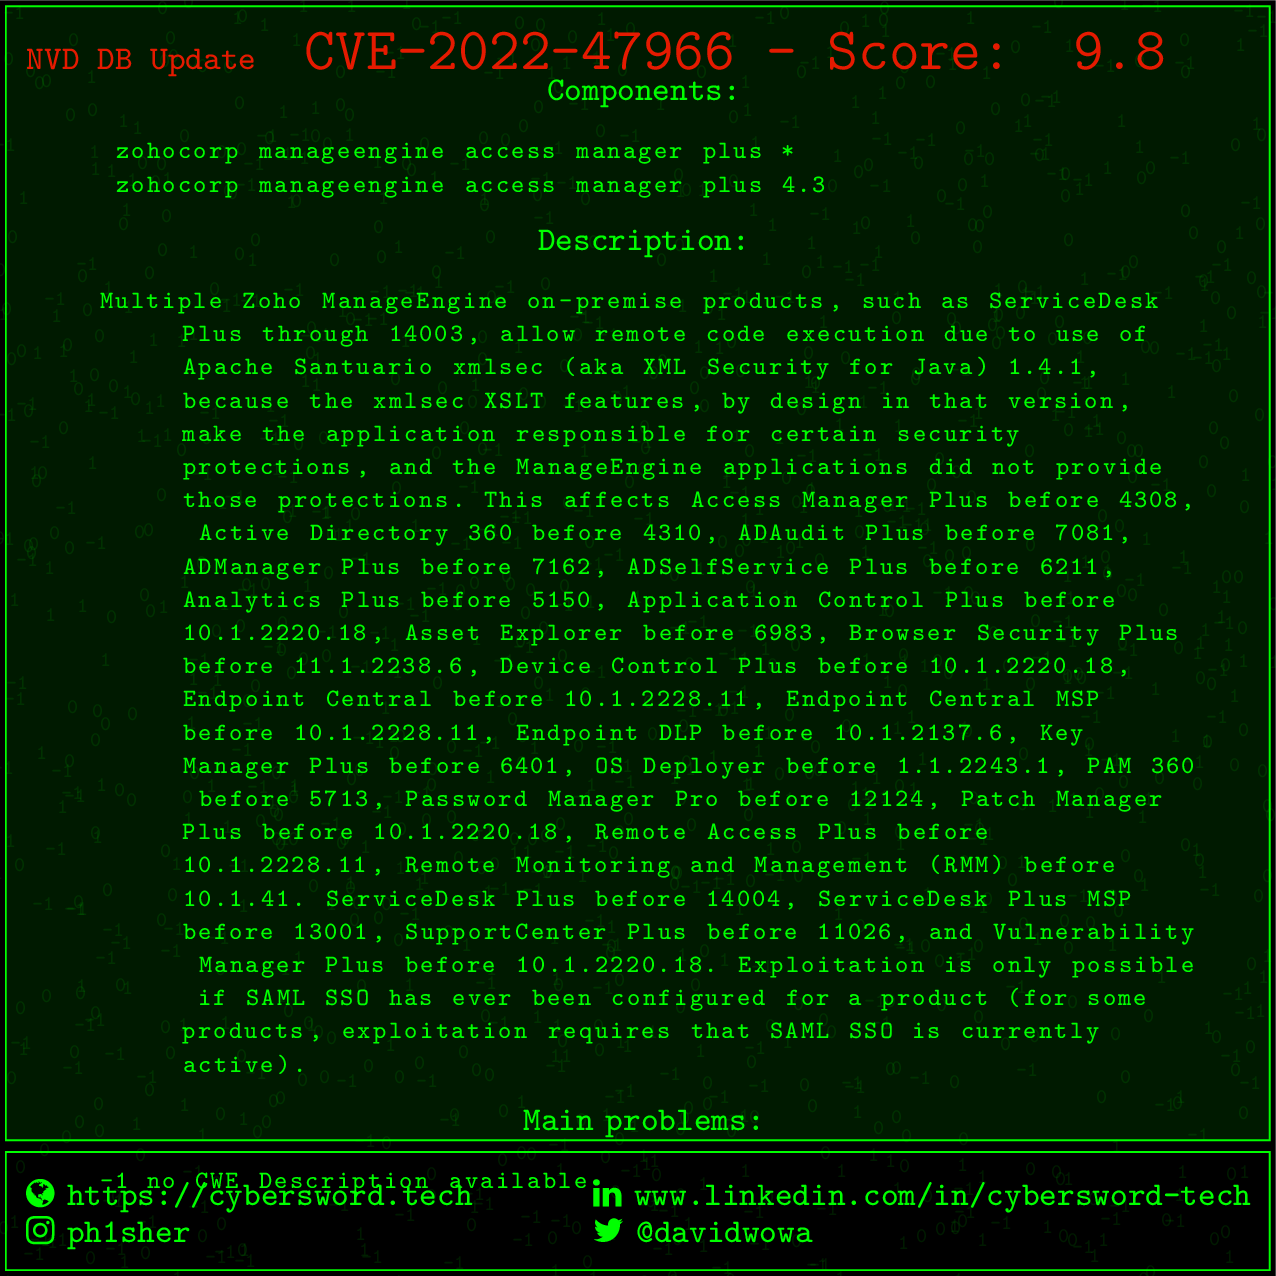 NVD DB Update CVE-2022-47966 - Score: 9.8
Components:
zohocorp manageengine access manager plus *
zohocorp manageengine access manager plus 4.3
Description:
Multiple Zoho ManageEngine on-premise products, such as ServiceDesk
Plus through 14003, allow remote code execution due to use of
Apache Santuario xmlsec (aka XML Security for Java) 1.4.1,
because the xmlsec XSLT features, by design in that version,
make the application responsible for certain security
protections, and the ManageEngine applications did not provide
those protections. This affects Access Manager Plus before 4308,
Active Directory 360 before 4310, ADAudit Plus before 7081,
ADManager Plus before 7162, ADSelfService Plus before 6211,
Analytics Plus before 5150, Application Control Plus before
10.1.2220.18, Asset Explorer before 6983, Browser Security Plus
before 11.1.2238.6, Device Control Plus before 10.1.2220.18,
Endpoint Central before 10.1.2228.11, Endpoint Central MSP
before 10.1.2228.11, Endpoint DLP before 10.1.2137.6, Key
Manager Plus before 6401, OS Deployer before 1.1.2243.1, PAM 360
before 5713, Password Manager Pro before 12124, Patch Manager
Plus before 10.1.2220.18, Remote Access Plus before
10.1.2228.11, Remote Monitoring and Management (RMM) before
10.1.41. ServiceDesk Plus before 14004, ServiceDesk Plus MSP
before 13001, SupportCenter Plus before 11026, and Vulnerability
Manager Plus before 10.1.2220.18. Exploitation is only possible
if SAML SSO has ever been configured for a product (for some
products, exploitation requires that SAML SSO is currently
active).
Main problems:
-1 no CWE Description available
https://cybersword.tech
www.linkedin.com/in/cybersword-tech
ph1sher
@davidwowa